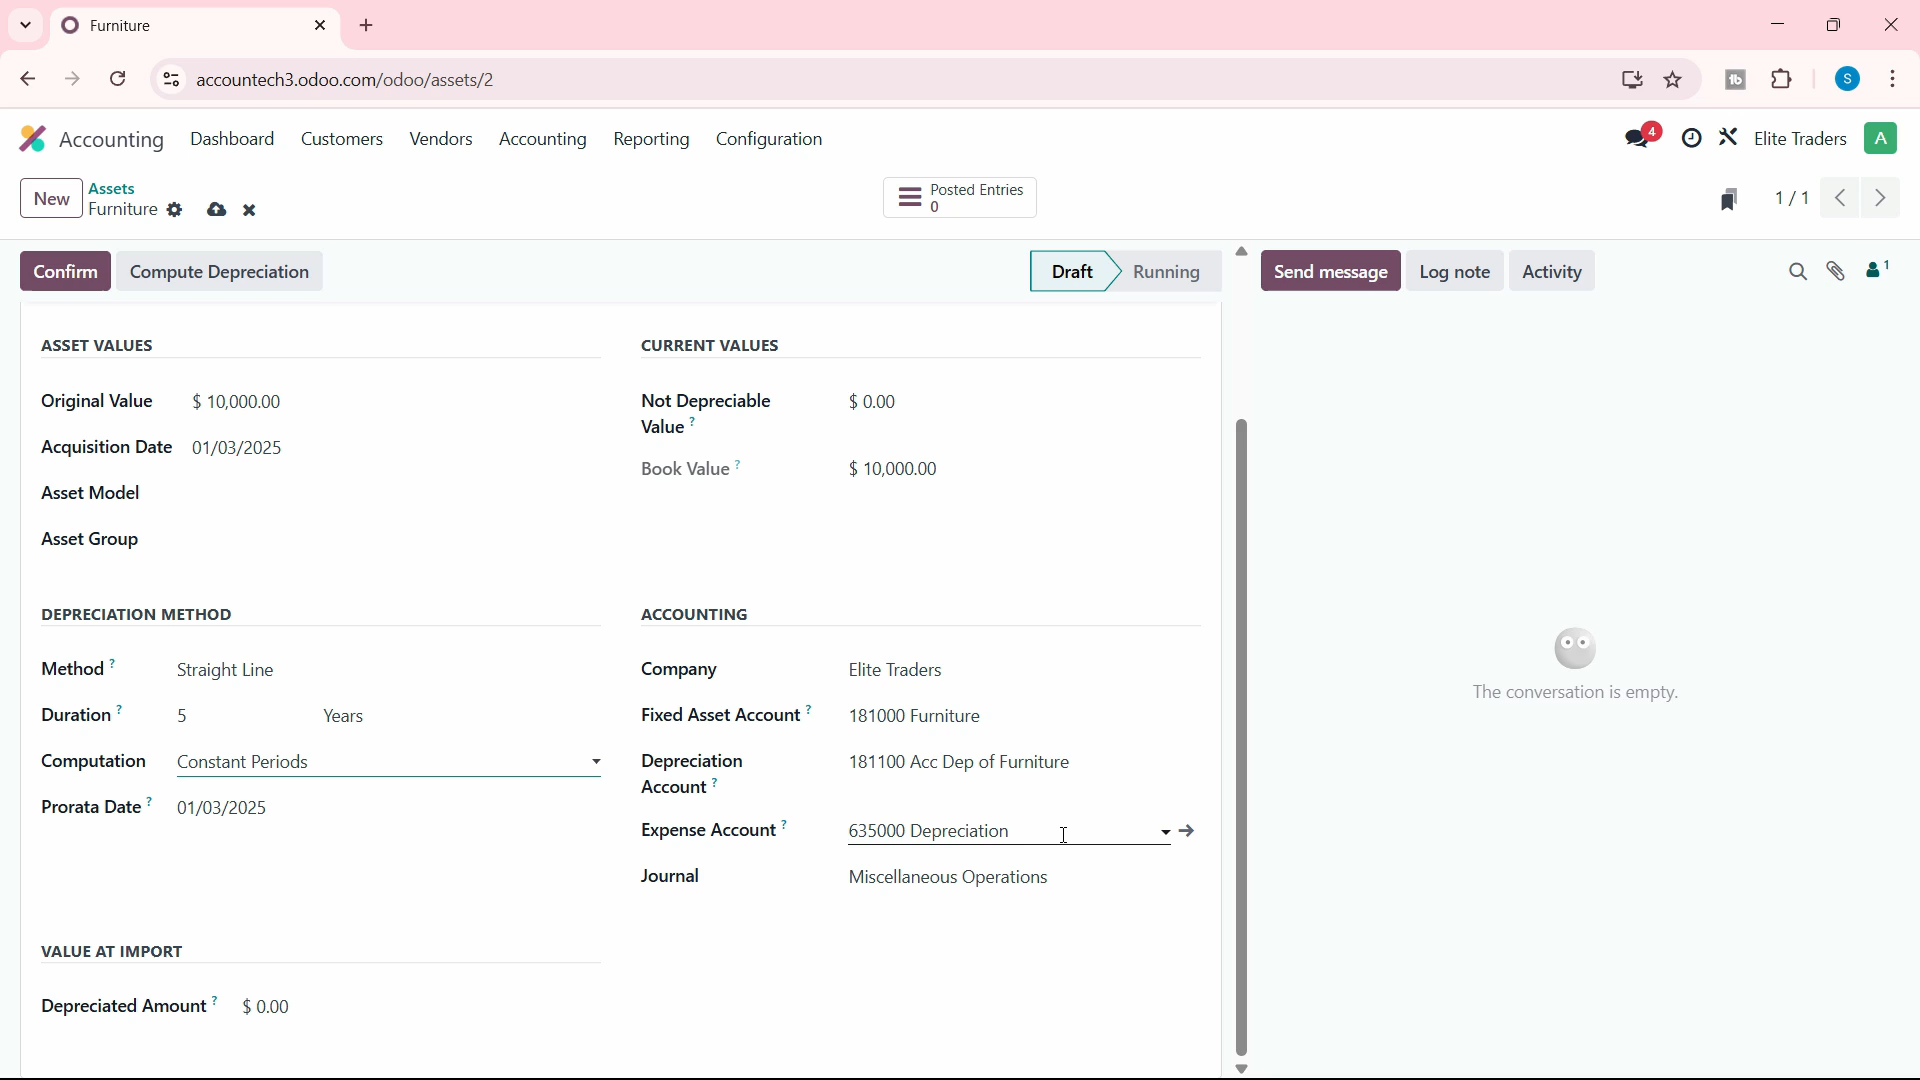 Furniture
accountech3.odoo.com/odoo/assets/2
S
Accounting Dashboard Customers Vendors Accounting Reporting Configuration
4
Elite Traders
A
New
Assets
Furniture
Posted Entries
0
1 / 1
Confirm
Compute Depreciation
Draft
Running
Send message
Log note
Activity
1
ASSET VALUES
Original Value $ 10,000.00
Acquisition Date 01/03/2025
Asset Model
Asset Group
CURRENT VALUES
Not Depreciable Value ? $ 0.00
Book Value ? $ 10,000.00
DEPRECIATION METHOD
Method ? Straight Line
Duration ? 5 Years
Computation Constant Periods
Prorata Date ? 01/03/2025
ACCOUNTING
Company Elite Traders
Fixed Asset Account ? 181000 Furniture
Depreciation Account ? 181100 Acc Dep of Furniture
Expense Account ? 635000 Depreciation
Journal Miscellaneous Operations
VALUE AT IMPORT
Depreciated Amount ? $ 0.00
The conversation is empty.